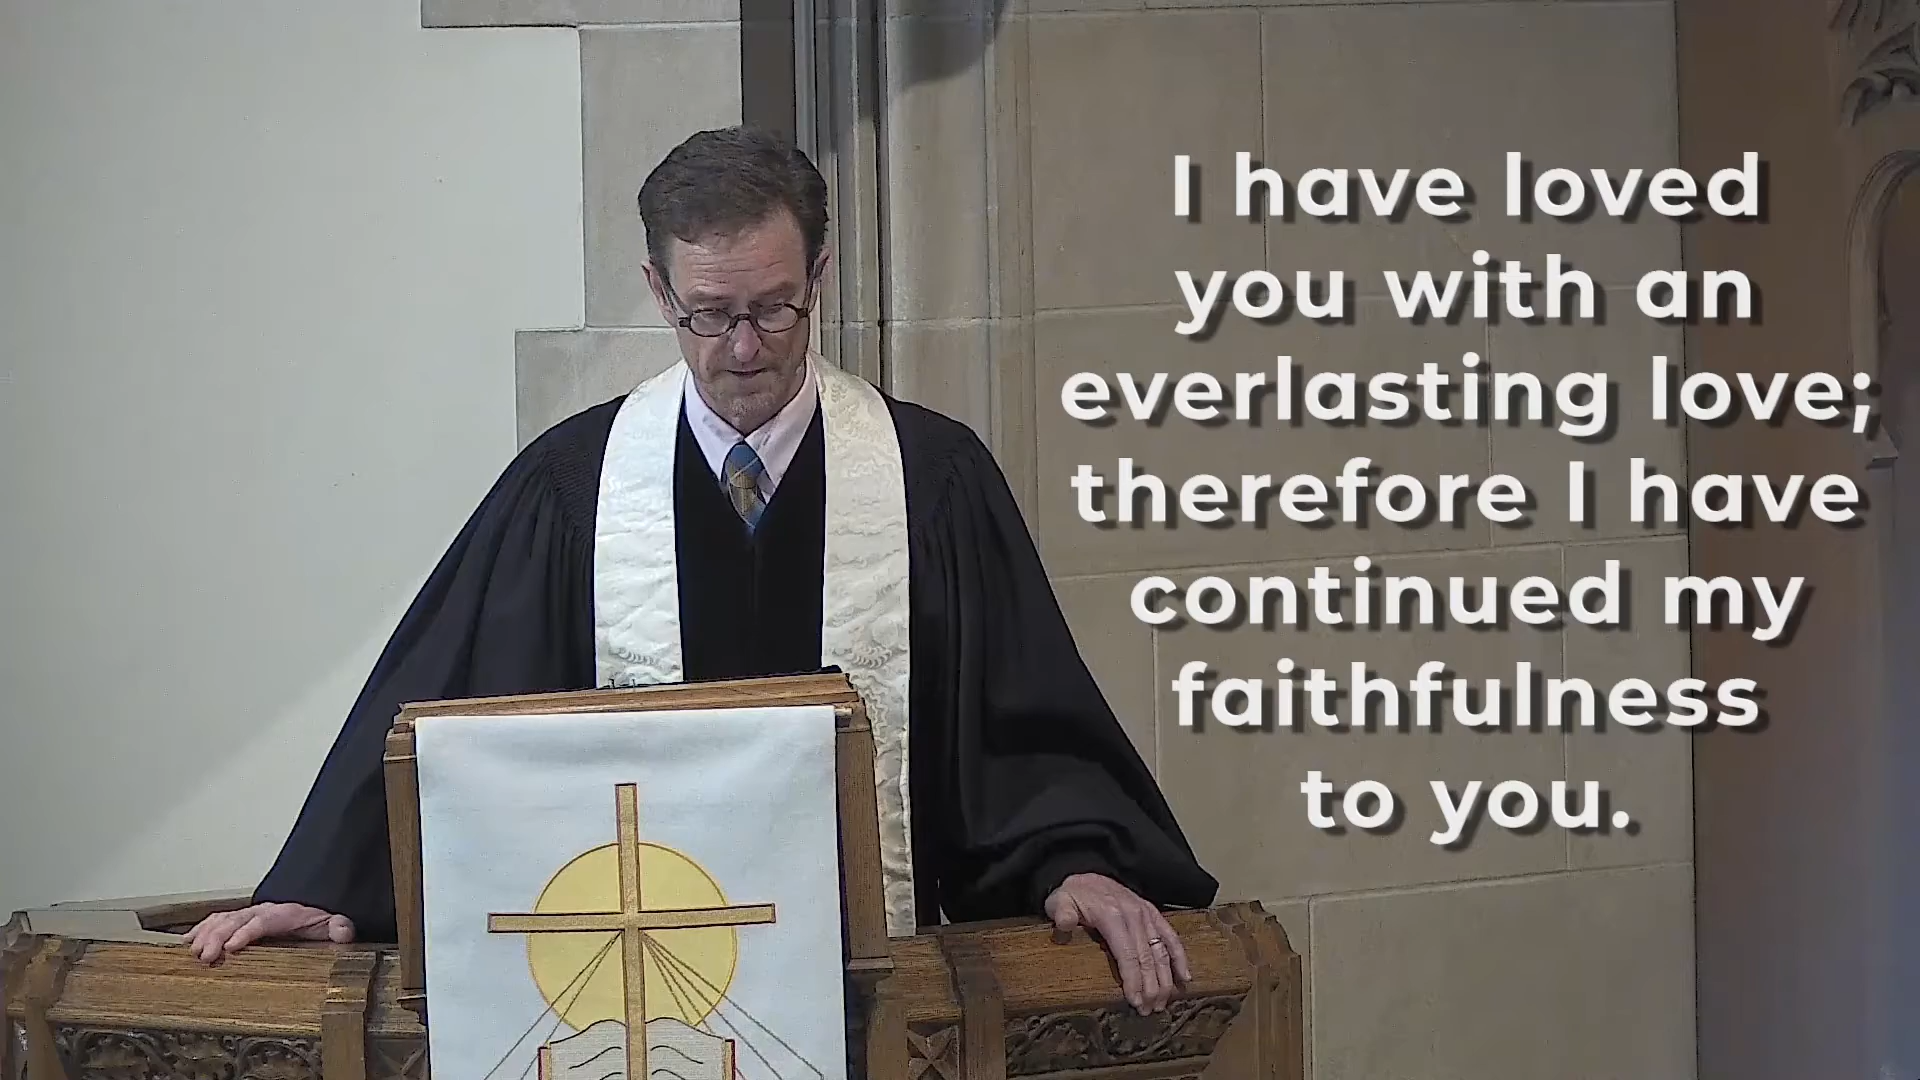 I have loved
you with an
everlasting love;
therefore I have
continued my
faithfulness
to you.